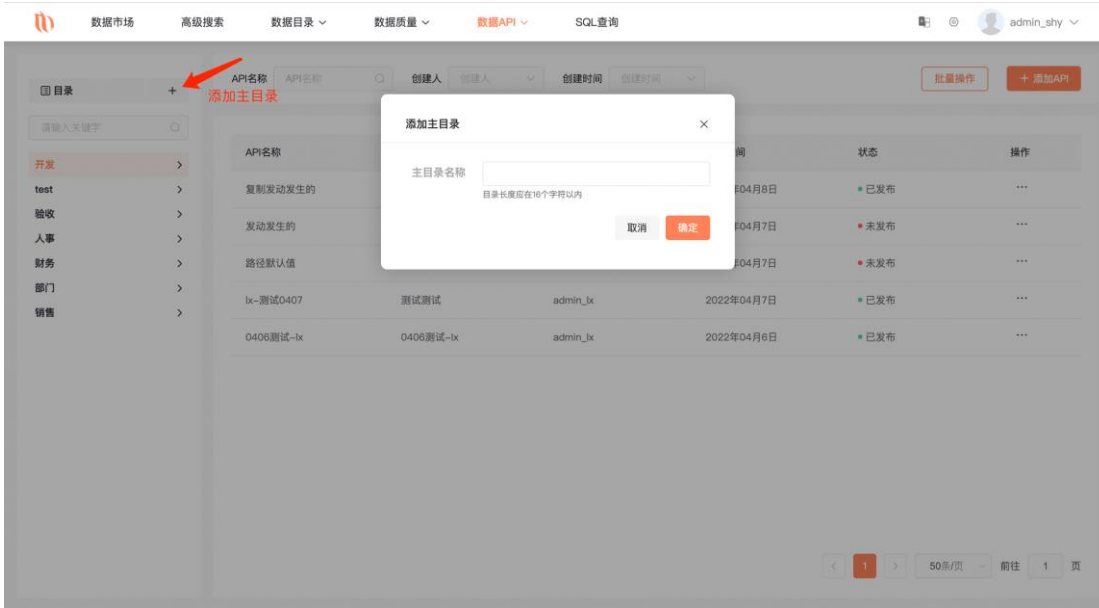 数据市场 高级搜索 数据目录 数据质量 数据API SQL查询 admin_shy
目录 +
添加主目录
API名称 API名称 创建人 创建人 创建时间 创建时间 批量操作 + 添加API
请输入关键字
开发
test
验收
人事
财务
部门
销售
添加主目录 ×
主目录名称
目录长度应在16个字符以内
取消 确定
API名称 间 状态 操作
复制发动发生的 年04月8日 已发布 ...
发动发生的 年04月7日 未发布 ...
路径默认值 年04月7日 未发布 ...
lx-测试0407 测试测试 admin_lx 2022年04月7日 已发布 ...
0406测试-lx 0406测试-lx admin_lx 2022年04月6日 已发布 ...
1 50条/页 前往 1 页